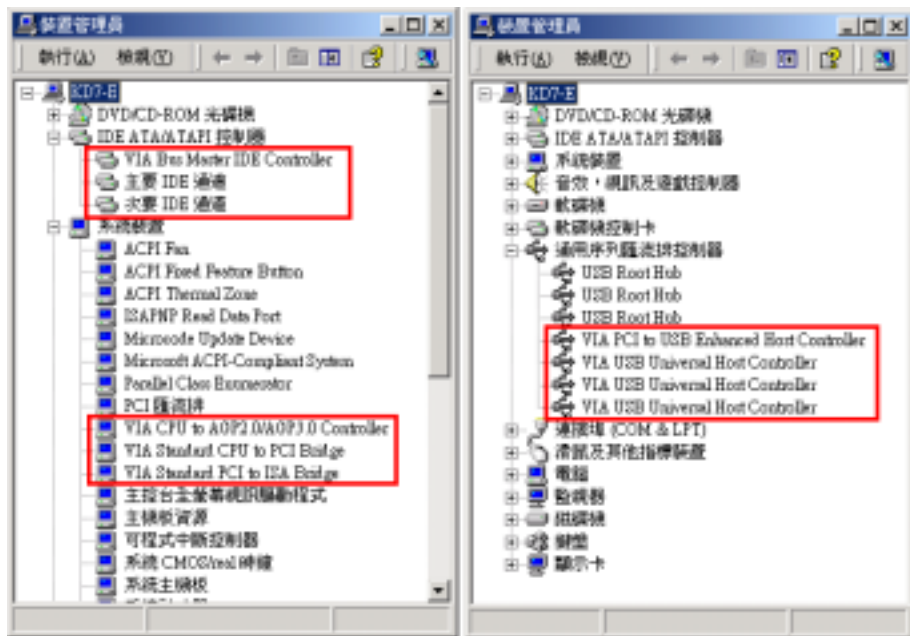 裝置管理員
執行(A) 檢視(V)
KD7-E
DVD/CD-ROM 光碟機
IDE ATA/ATAPI 控制器
VIA Bus Master IDE Controller
主要 IDE 通道
次要 IDE 通道
系統裝置
ACPI Fan
ACPI Fixed Feature Button
ACPI Thermal Zone
ISAPNP Read Data Port
Microcode Update Device
Microsoft ACPI-Compliant System
Parallel Class Enumerator
PCI 匯流排
VIA CPU to AGP2.0/AGP3.0 Controller
VIA Standard CPU to PCI Bridge
VIA Standard PCI to ISA Bridge
主控台全螢幕視訊驅動程式
主機板資源
可程式中斷控制器
系統 CMOS/real 時鐘
系統主機板
裝置管理員
執行(A) 檢視(V)
KD7-E
DVD/CD-ROM 光碟機
IDE ATA/ATAPI 控制器
系統裝置
音效，視訊及遊戲控制器
軟碟機
軟碟機控制卡
通用序列匯流排控制器
USB Root Hub
USB Root Hub
USB Root Hub
VIA PCI to USB Enhanced Host Controller
VIA USB Universal Host Controller
VIA USB Universal Host Controller
VIA USB Universal Host Controller
連接埠 (COM & LPT)
滑鼠及其他指標裝置
電腦
監視器
磁碟機
鍵盤
顯示卡